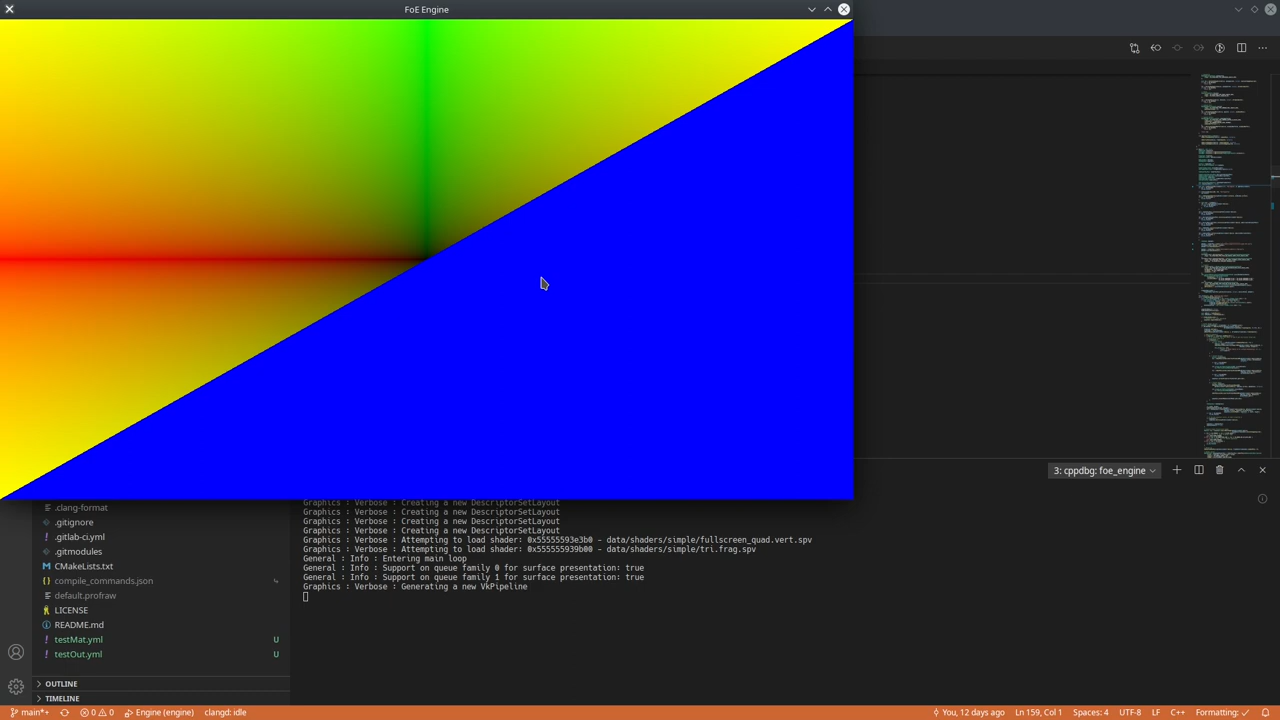 FoE Engine
3: cppdbg: foe_engine
.clang-format
.gitignore
.gitlab-ci.yml
.gitmodules
CMakeLists.txt
compile_commands.json
default.profraw
LICENSE
README.md
testMat.yml U
testOut.yml U
OUTLINE
TIMELINE
Graphics : Verbose : Creating a new DescriptorSetLayout
Graphics : Verbose : Creating a new DescriptorSetLayout
Graphics : Verbose : Creating a new DescriptorSetLayout
Graphics : Verbose : Creating a new DescriptorSetLayout
Graphics : Verbose : Attempting to load shader: 0x55555593e3b0 - data/shaders/simple/fullscreen_quad.vert.spv
Graphics : Verbose : Attempting to load shader: 0x555555939b00 - data/shaders/simple/tri.frag.spv
General : Info : Entering main loop
General : Info : Support on queue family 0 for surface presentation: true
General : Info : Support on queue family 1 for surface presentation: true
Graphics : Verbose : Generating a new VkPipeline
main*+ 0 0 Engine (engine) clangd: idle You, 12 days ago Ln 159, Col 1 Spaces: 4 UTF-8 LF C++ Formatting: ✓